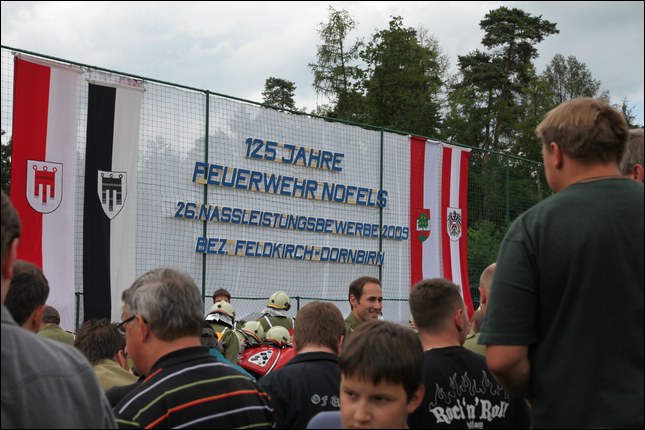 125 JAHRE
FEUERWEHR NOFELS
26. NASSLEISTUNGSBEWERBE 2009
BEZ. FELDKIRCH-DORNBIRN
Rock'n'Roll